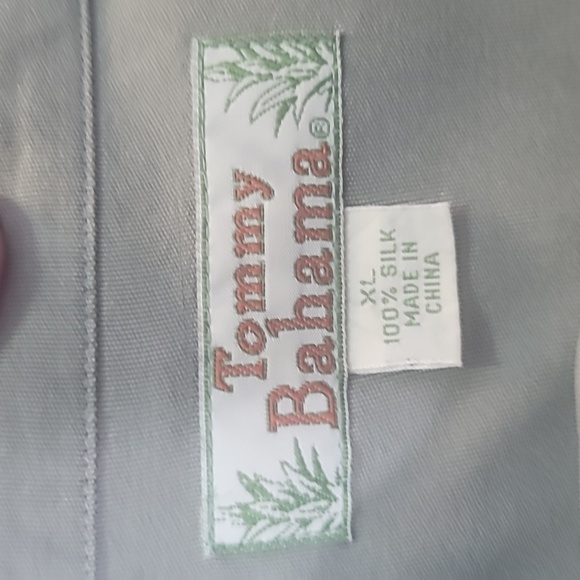 Tommy
Bahama®
XL
100% SILK
MADE IN
CHINA